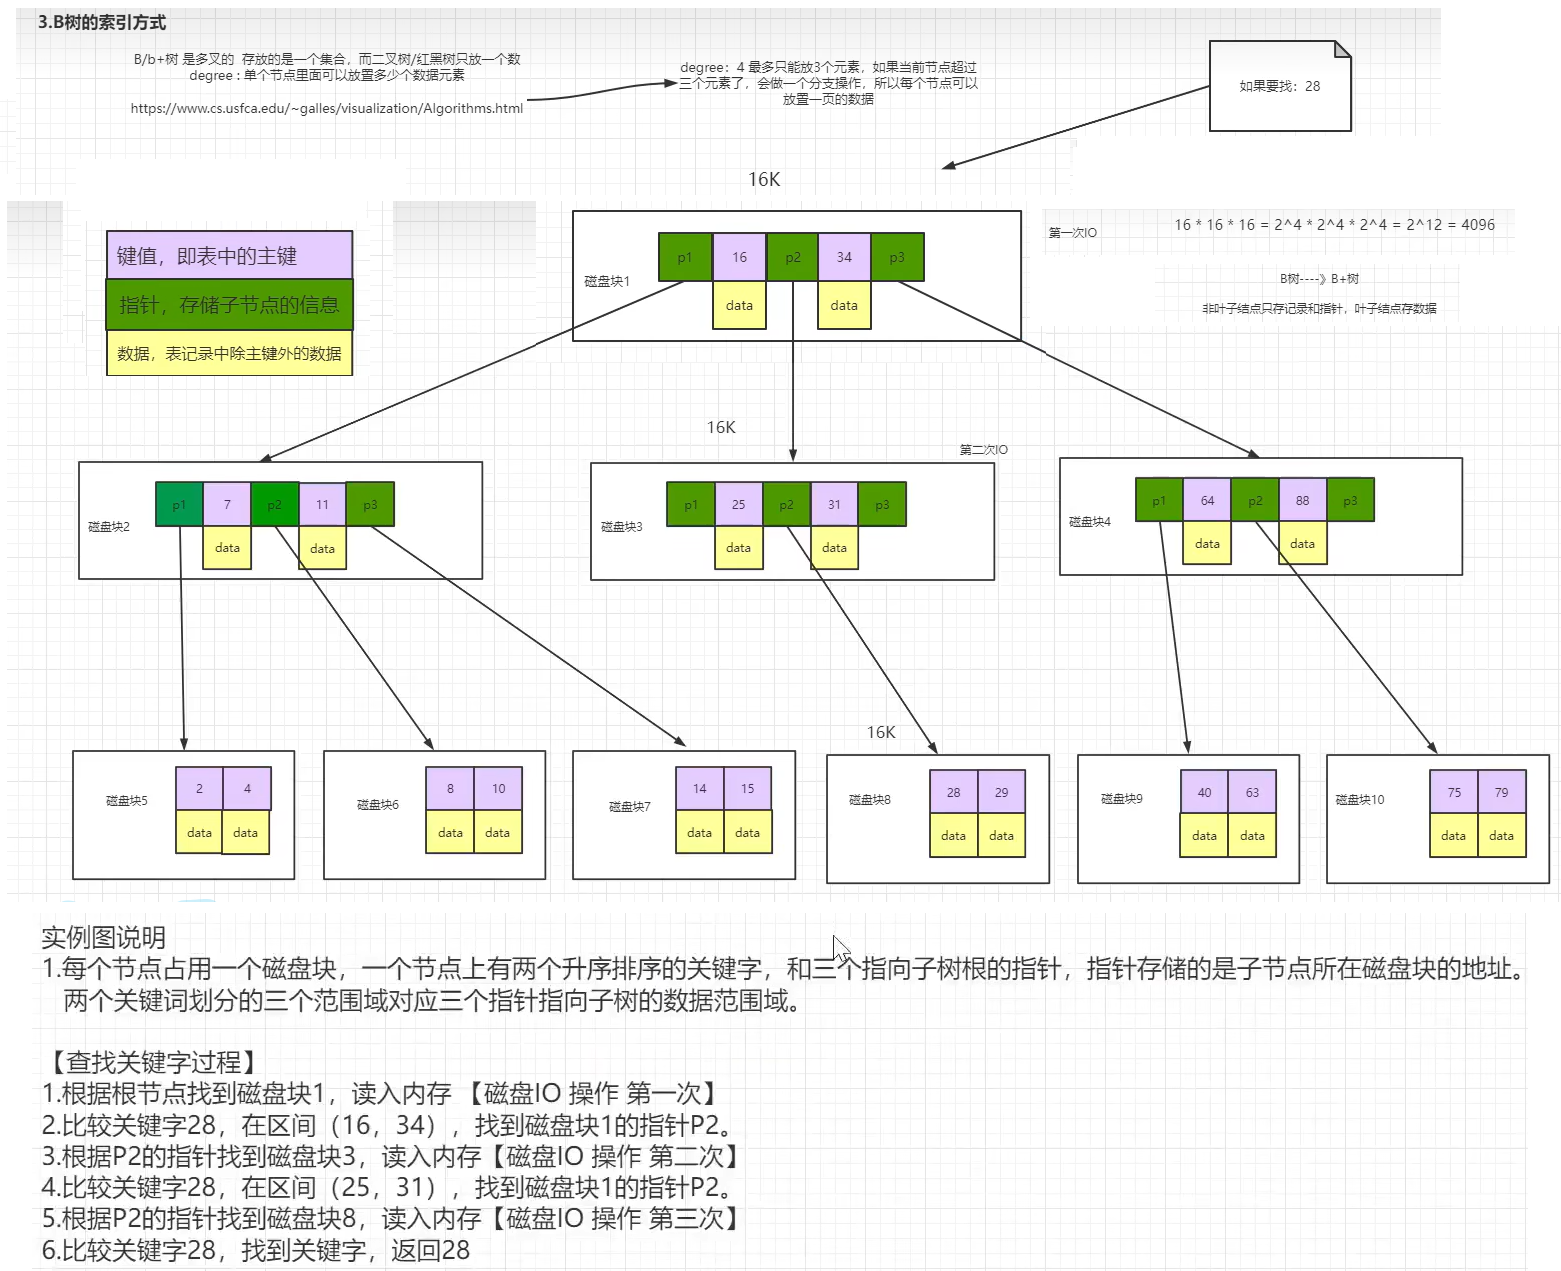 3.B树的索引方式
B/b+树 是多叉的  存放的是一个集合，而二叉树/红黑树只放一个数
degree：单个节点里面可以放置多少个数据元素
https://www.cs.usfca.edu/~galles/visualization/Algorithms.html
degree：4 最多只能放3个元素，如果当前节点超过
三个元素了，会做一个分支操作，所以每个节点可以
放置一页的数据
如果要找：28
16K
键值，即表中的主键
指针，存储子节点的信息
数据，表记录中除主键外的数据
磁盘块1
p1 16 p2 34 p3
data data
第一次IO
16 * 16 * 16 = 2^4 * 2^4 * 2^4 = 2^12 = 4096
B树----》B+树
非叶子结点只存记录和指针，叶子结点存数据
16K
第二次IO
磁盘块2
p1 7 p2 11 p3
data data
磁盘块3
p1 25 p2 31 p3
data data
磁盘块4
p1 64 p2 88 p3
data data
16K
磁盘块5
2 4
data data
磁盘块6
8 10
data data
磁盘块7
14 15
data data
磁盘块8
28 29
data data
磁盘块9
40 63
data data
磁盘块10
75 79
data data
实例图说明
1.每个节点占用一个磁盘块，一个节点上有两个升序排序的关键字，和三个指向子树根的指针，指针存储的是子节点所在磁盘块的地址。
两个关键词划分的三个范围域对应三个指针指向子树的数据范围域。
【查找关键字过程】
1.根据根节点找到磁盘块1，读入内存 【磁盘IO 操作 第一次】
2.比较关键字28，在区间（16，34），找到磁盘块1的指针P2。
3.根据P2的指针找到磁盘块3，读入内存【磁盘IO 操作 第二次】
4.比较关键字28，在区间（25，31），找到磁盘块1的指针P2。
5.根据P2的指针找到磁盘块8，读入内存【磁盘IO 操作 第三次】
6.比较关键字28，找到关键字，返回28